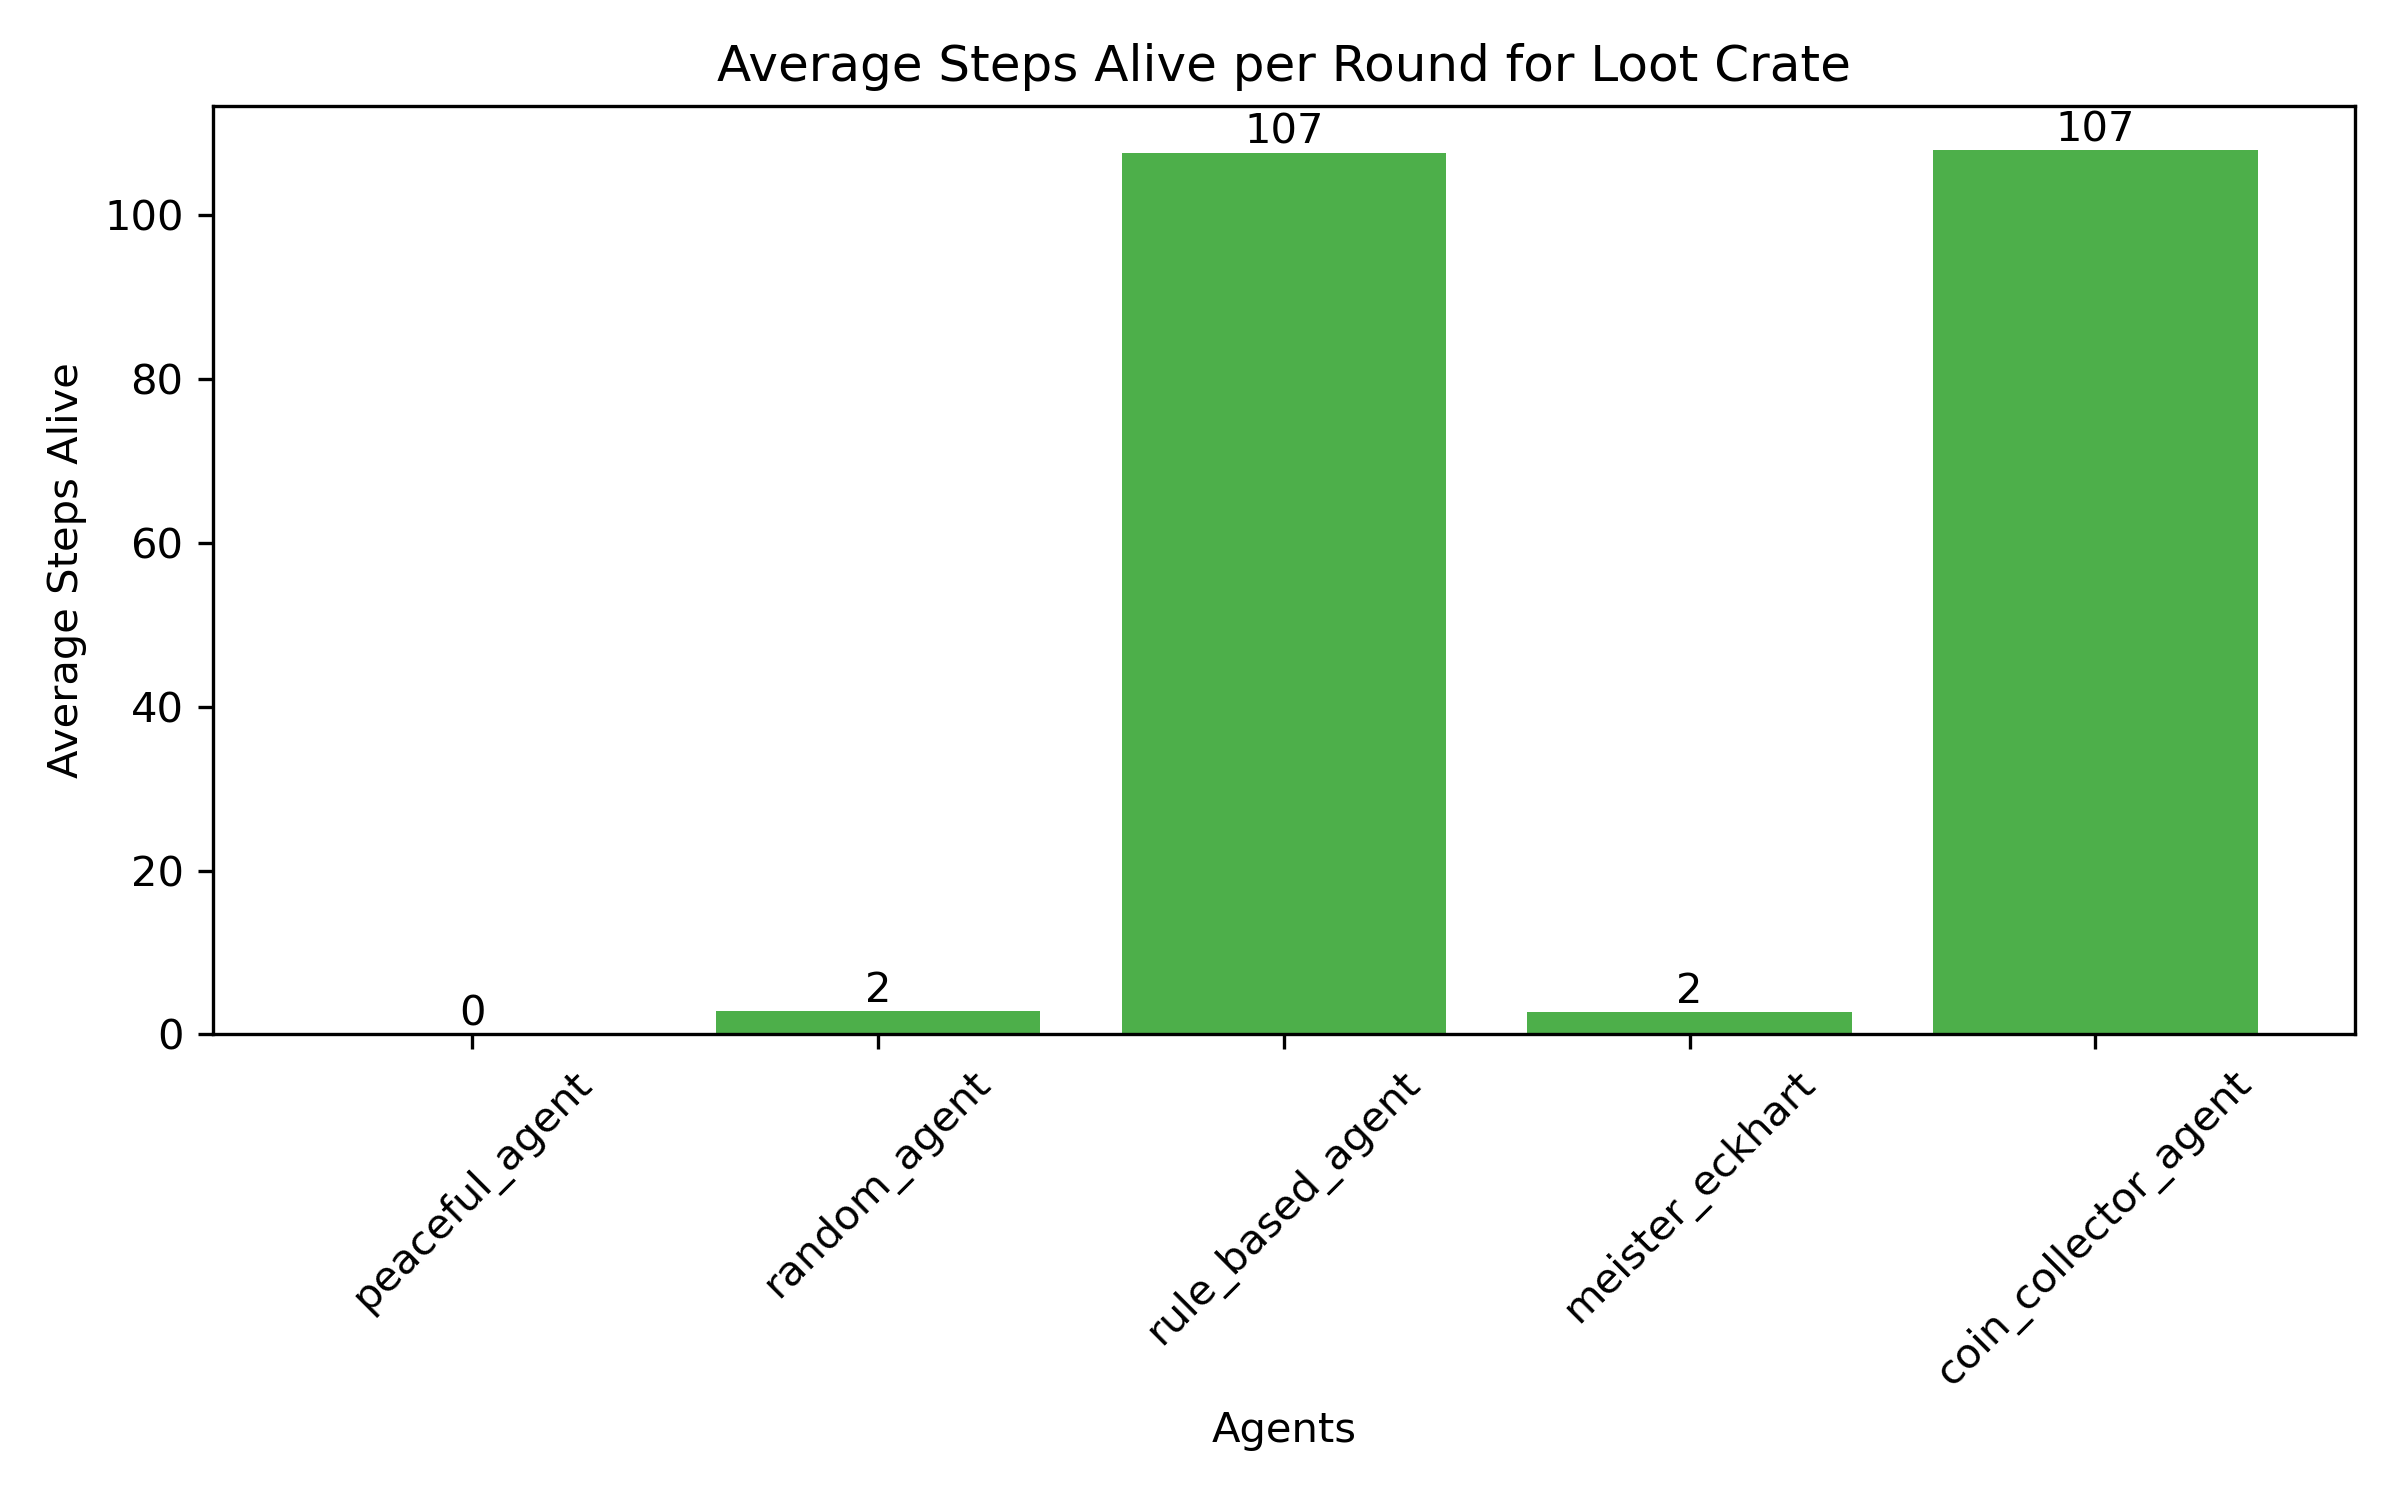 Average Steps Alive per Round for Loot Crate
Average Steps Alive
100
80
60
40
20
0
0
2
107
2
107
peaceful_agent
random_agent
rule_based_agent
meister_eckhart
coin_collector_agent
Agents